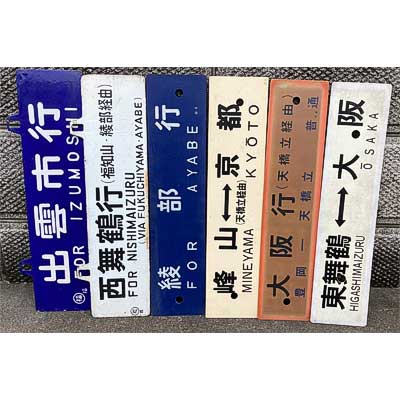 出雲市行
FOR IZUMOSHI
西舞鶴行(福知山・綾部経由)
FOR NISHIMAIZURU
(VIA FUKUCHIYAMA・AYABE)
綾部行
FOR AYABE
峰山⟷京都
(天橋立経由)
MINEYAMA KYŌTO
大阪行(天橋立経由)
豊岡—天橋立 普通
東舞鶴⟷大阪
HIGASHIMAIZURU ŌSAKA